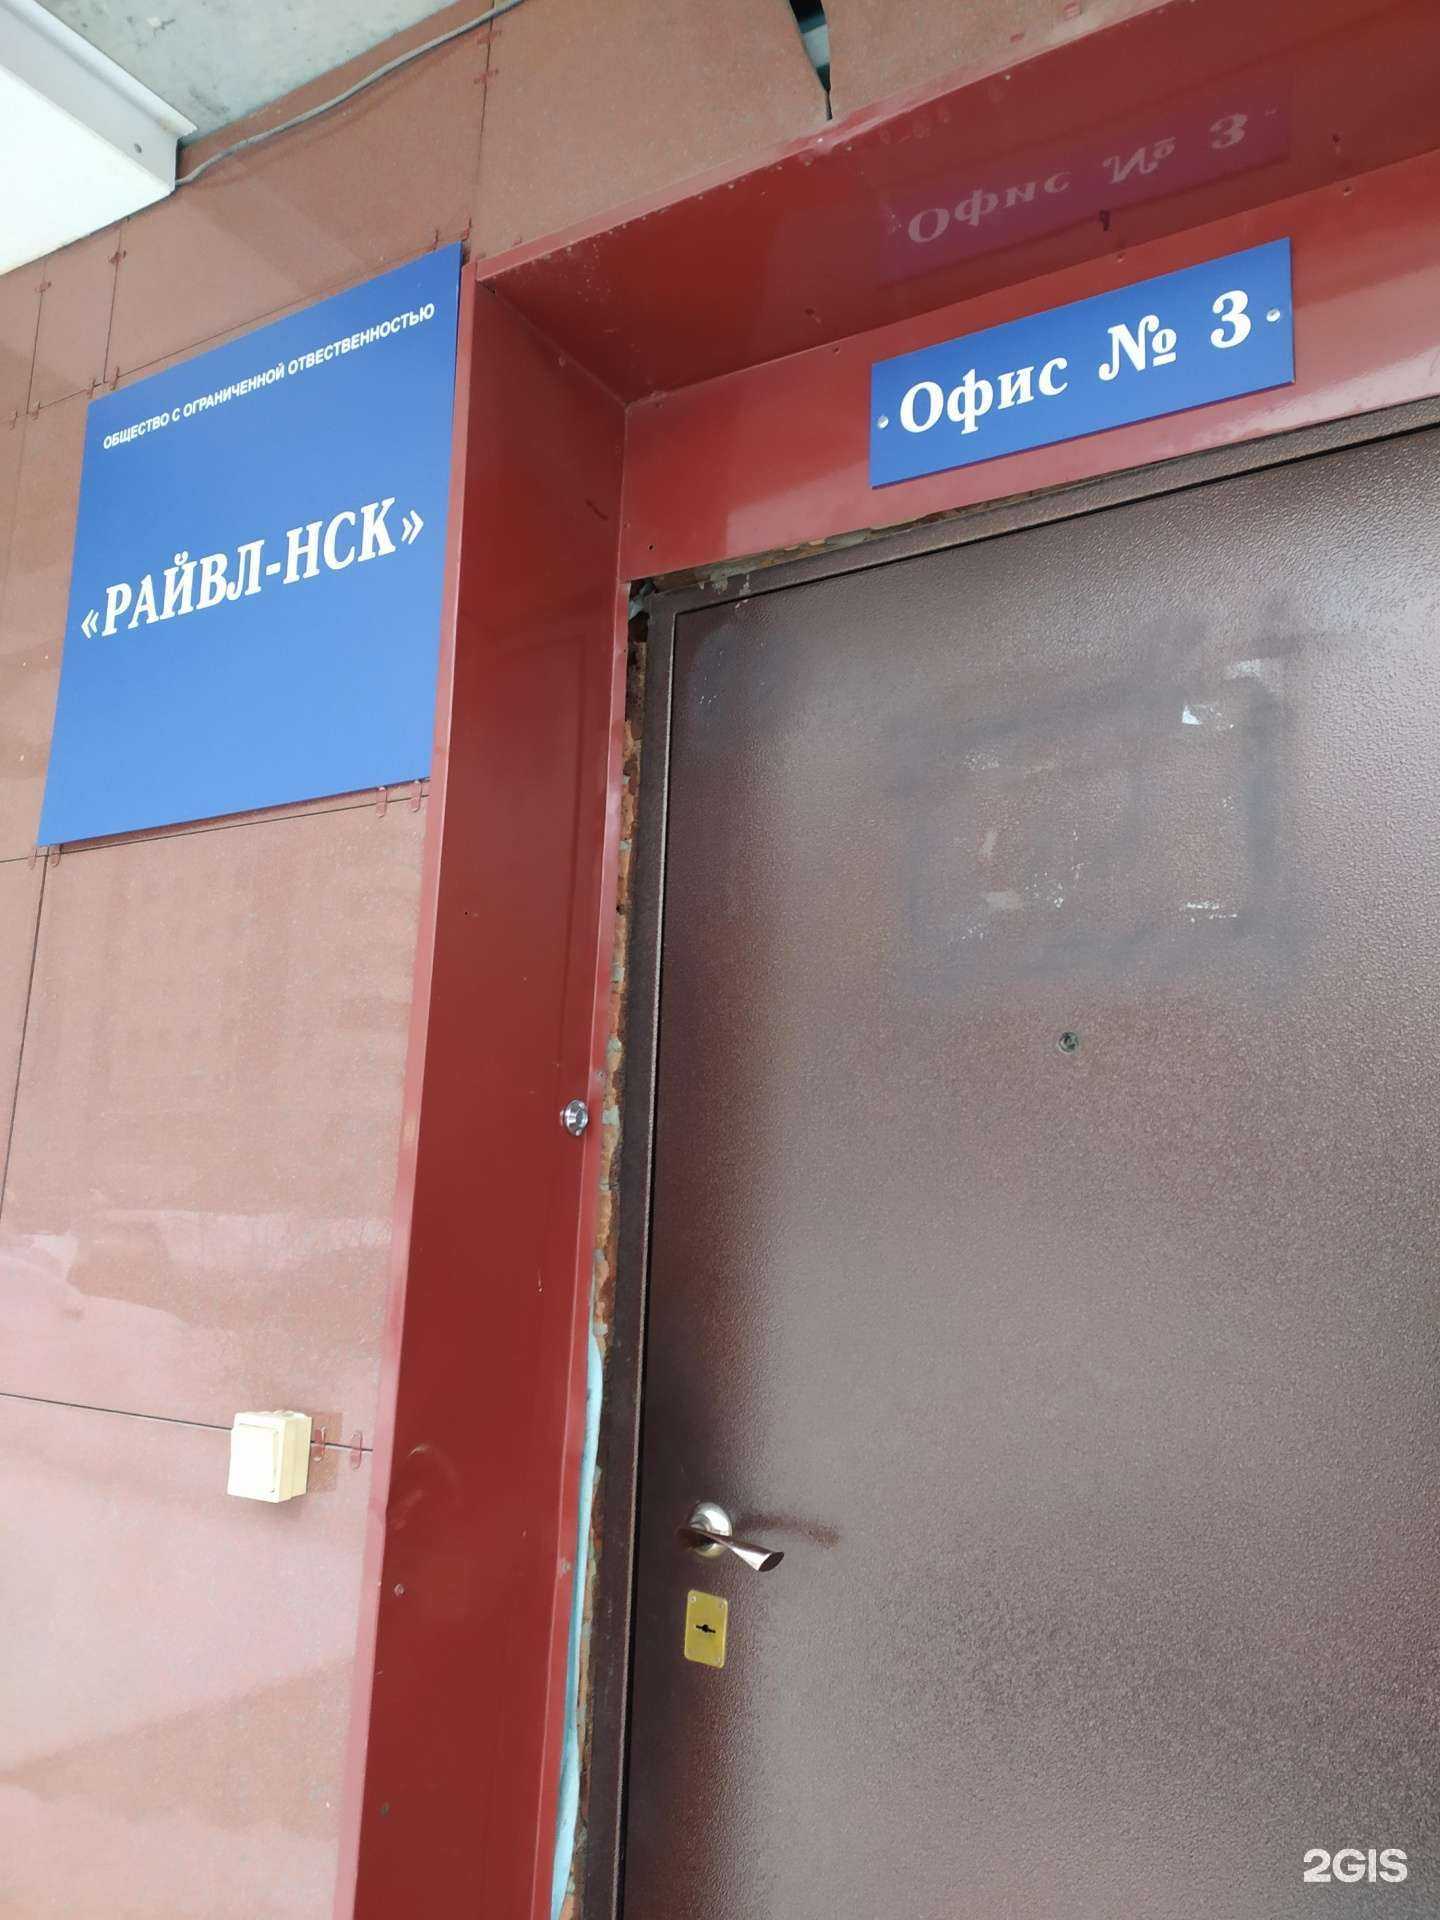 ОБЩЕСТВО С ОГРАНИЧЕННОЙ ОТВЕСТВЕННОСТЬЮ
«РАЙВЛ-НСК»
Офис № 3
Офис № 3
2GIS